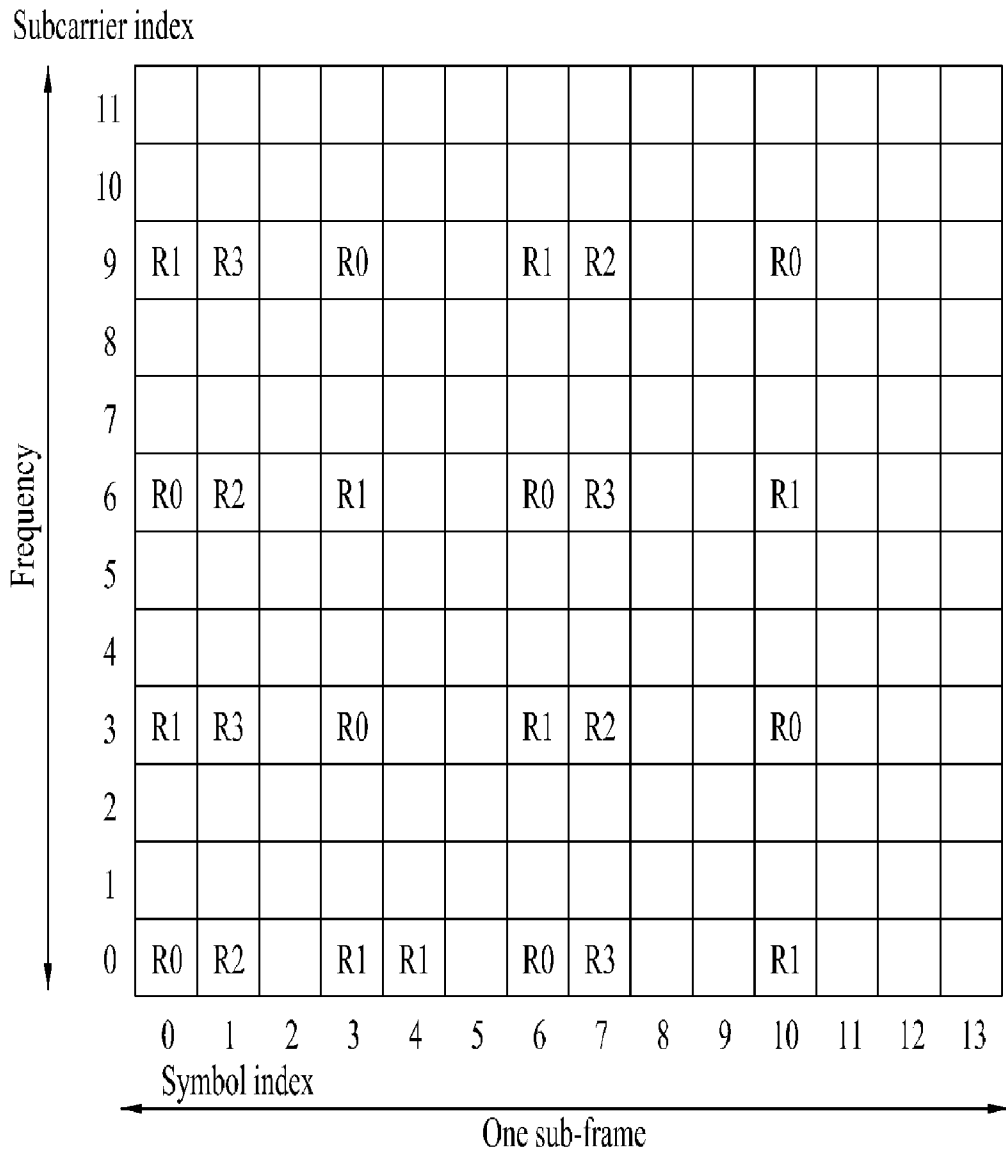 Subcarrier index
Frequency
11
10
9 R1 R3 R0 R1 R2 R0
8
7
6 R0 R2 R1 R0 R3 R1
5
4
3 R1 R3 R0 R1 R2 R0
2
1
0 R0 R2 R1 R1 R0 R3 R1
0 1 2 3 4 5 6 7 8 9 10 11 12 13
Symbol index
One sub-frame